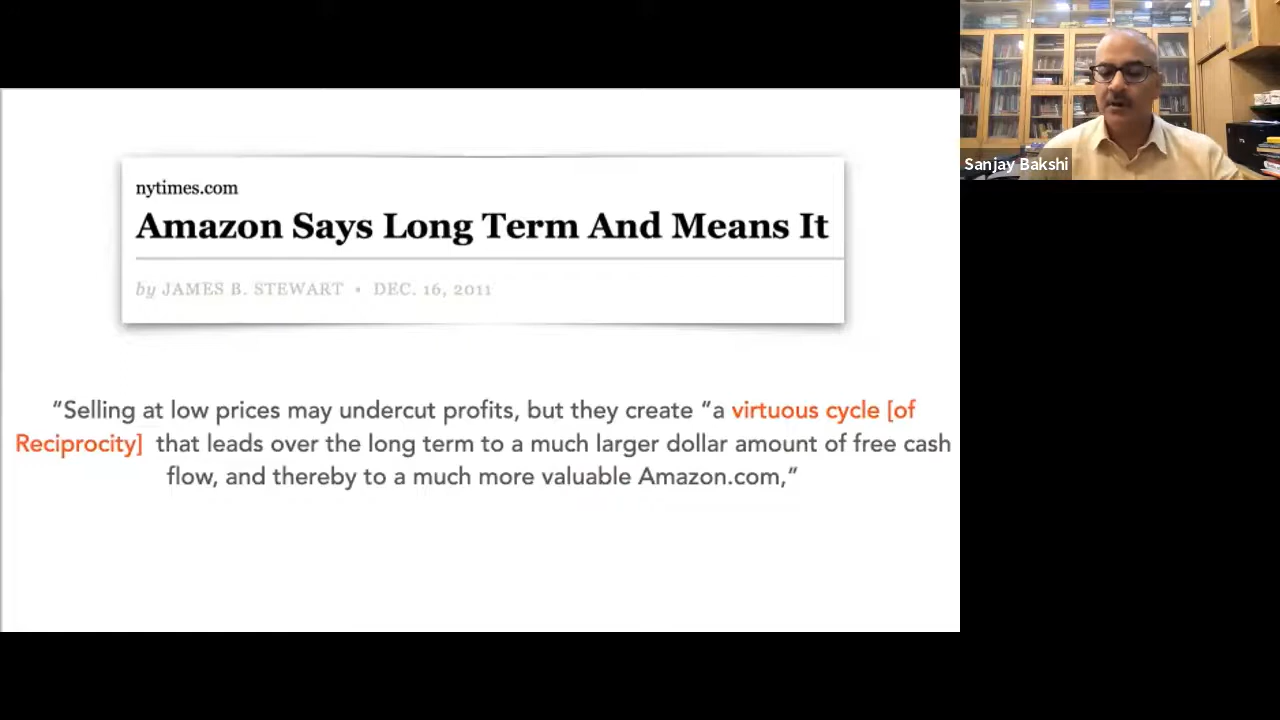 nytimes.com
Amazon Says Long Term And Means It
by JAMES B. STEWART • DEC. 16, 2011
"Selling at low prices may undercut profits, but they create "a virtuous cycle [of
Reciprocity] that leads over the long term to a much larger dollar amount of free cash
flow, and thereby to a much more valuable Amazon.com,"
Sanjay Bakshi